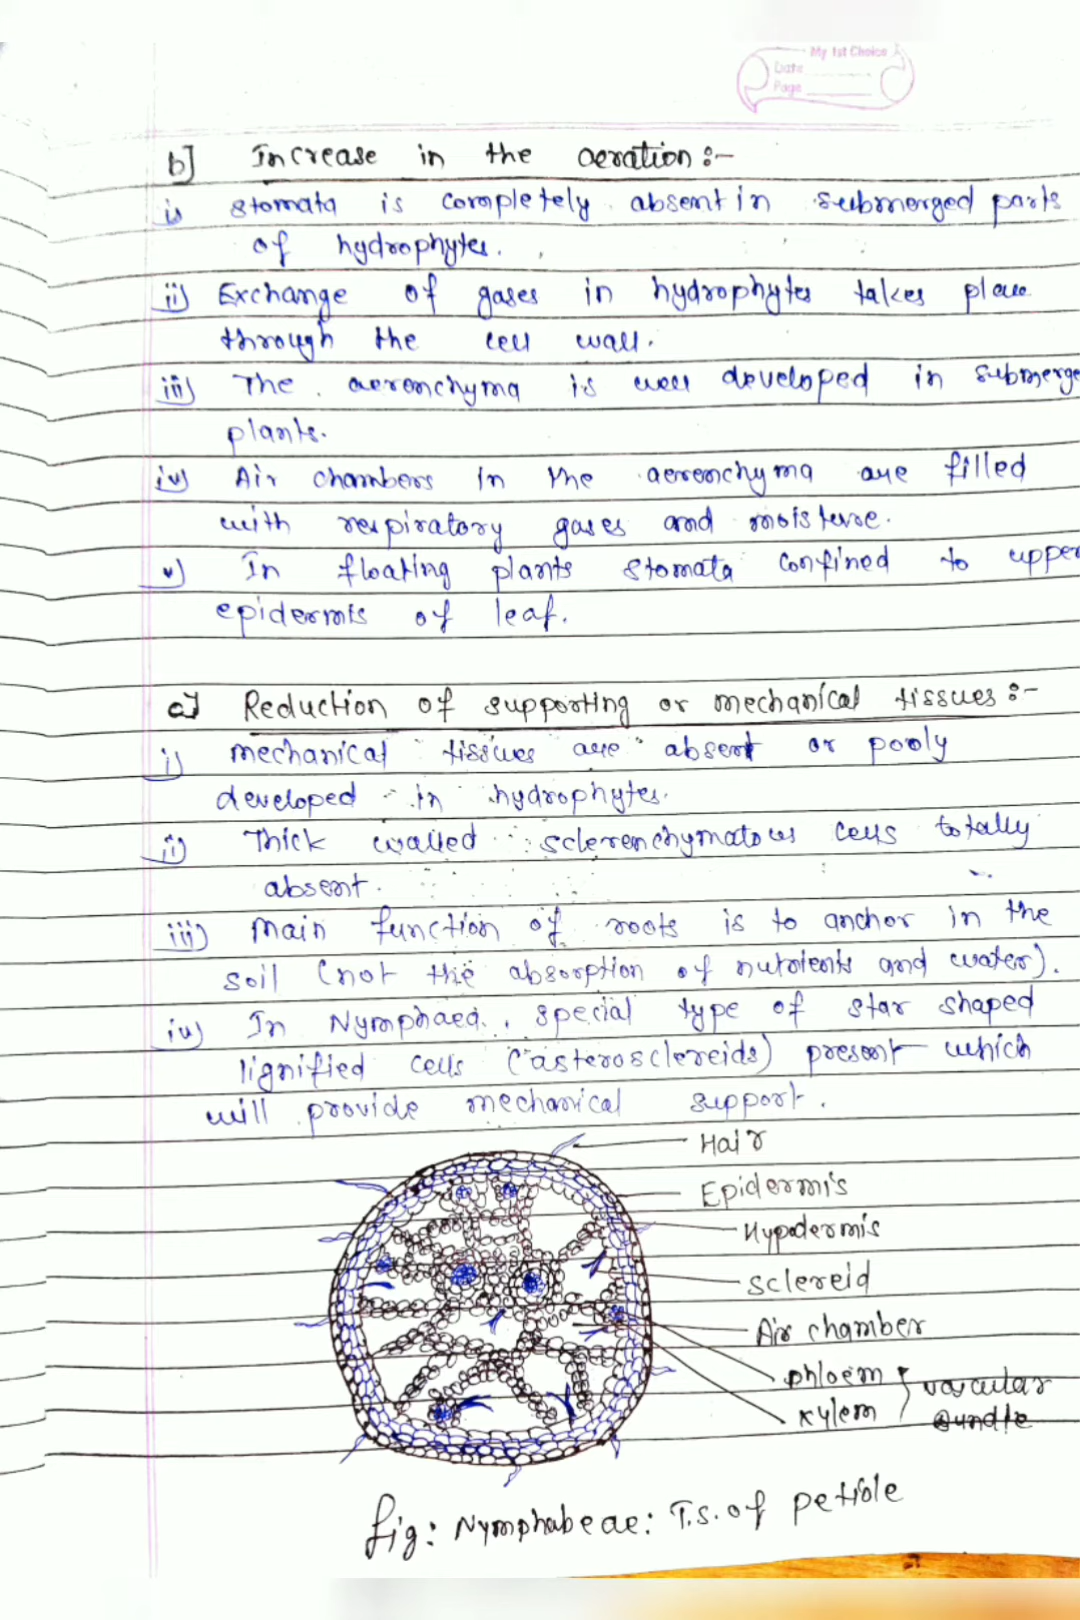 My 1st Choice
Date
Page
b] Increase in the aeration :-
i) stomata is completely absent in submerged parts
of hydrophytes.
ii) Exchange of gases in hydrophytes takes place
through the cell wall.
iii) The aerenchyma is well developed in submerge
plants.
iv) Air chambers in the aerenchyma are filled
with respiratory gases and moisture.
v) In floating plants stomata confined to upper
epidermis of leaf.
c] Reduction of supporting or mechanical tissues :-
i) mechanical tissues are absent or pooly
developed in hydrophytes.
ii) Thick walled sclerenchymatous cells totally
absent.
iii) main function of roots is to anchor in the
soil (not the absorption of nutrients and water).
iv) In Nymphaea, special type of star shaped
lignified cells (asterosclereids) present which
will provide mechanical support.
Hair
Epidermis
Hypodermis
sclereid
Air chamber
phloem
xylem
vascular
Bundle
fig: Nymphabeae: T.S. of petiole